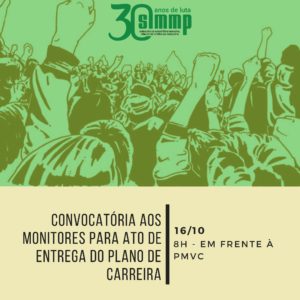 30 anos de luta
simmp
CONVOCATÓRIA AOS
MONITORES PARA ATO DE
ENTREGA DO PLANO DE
CARREIRA
16/10
8H - EM FRENTE À
PMVC